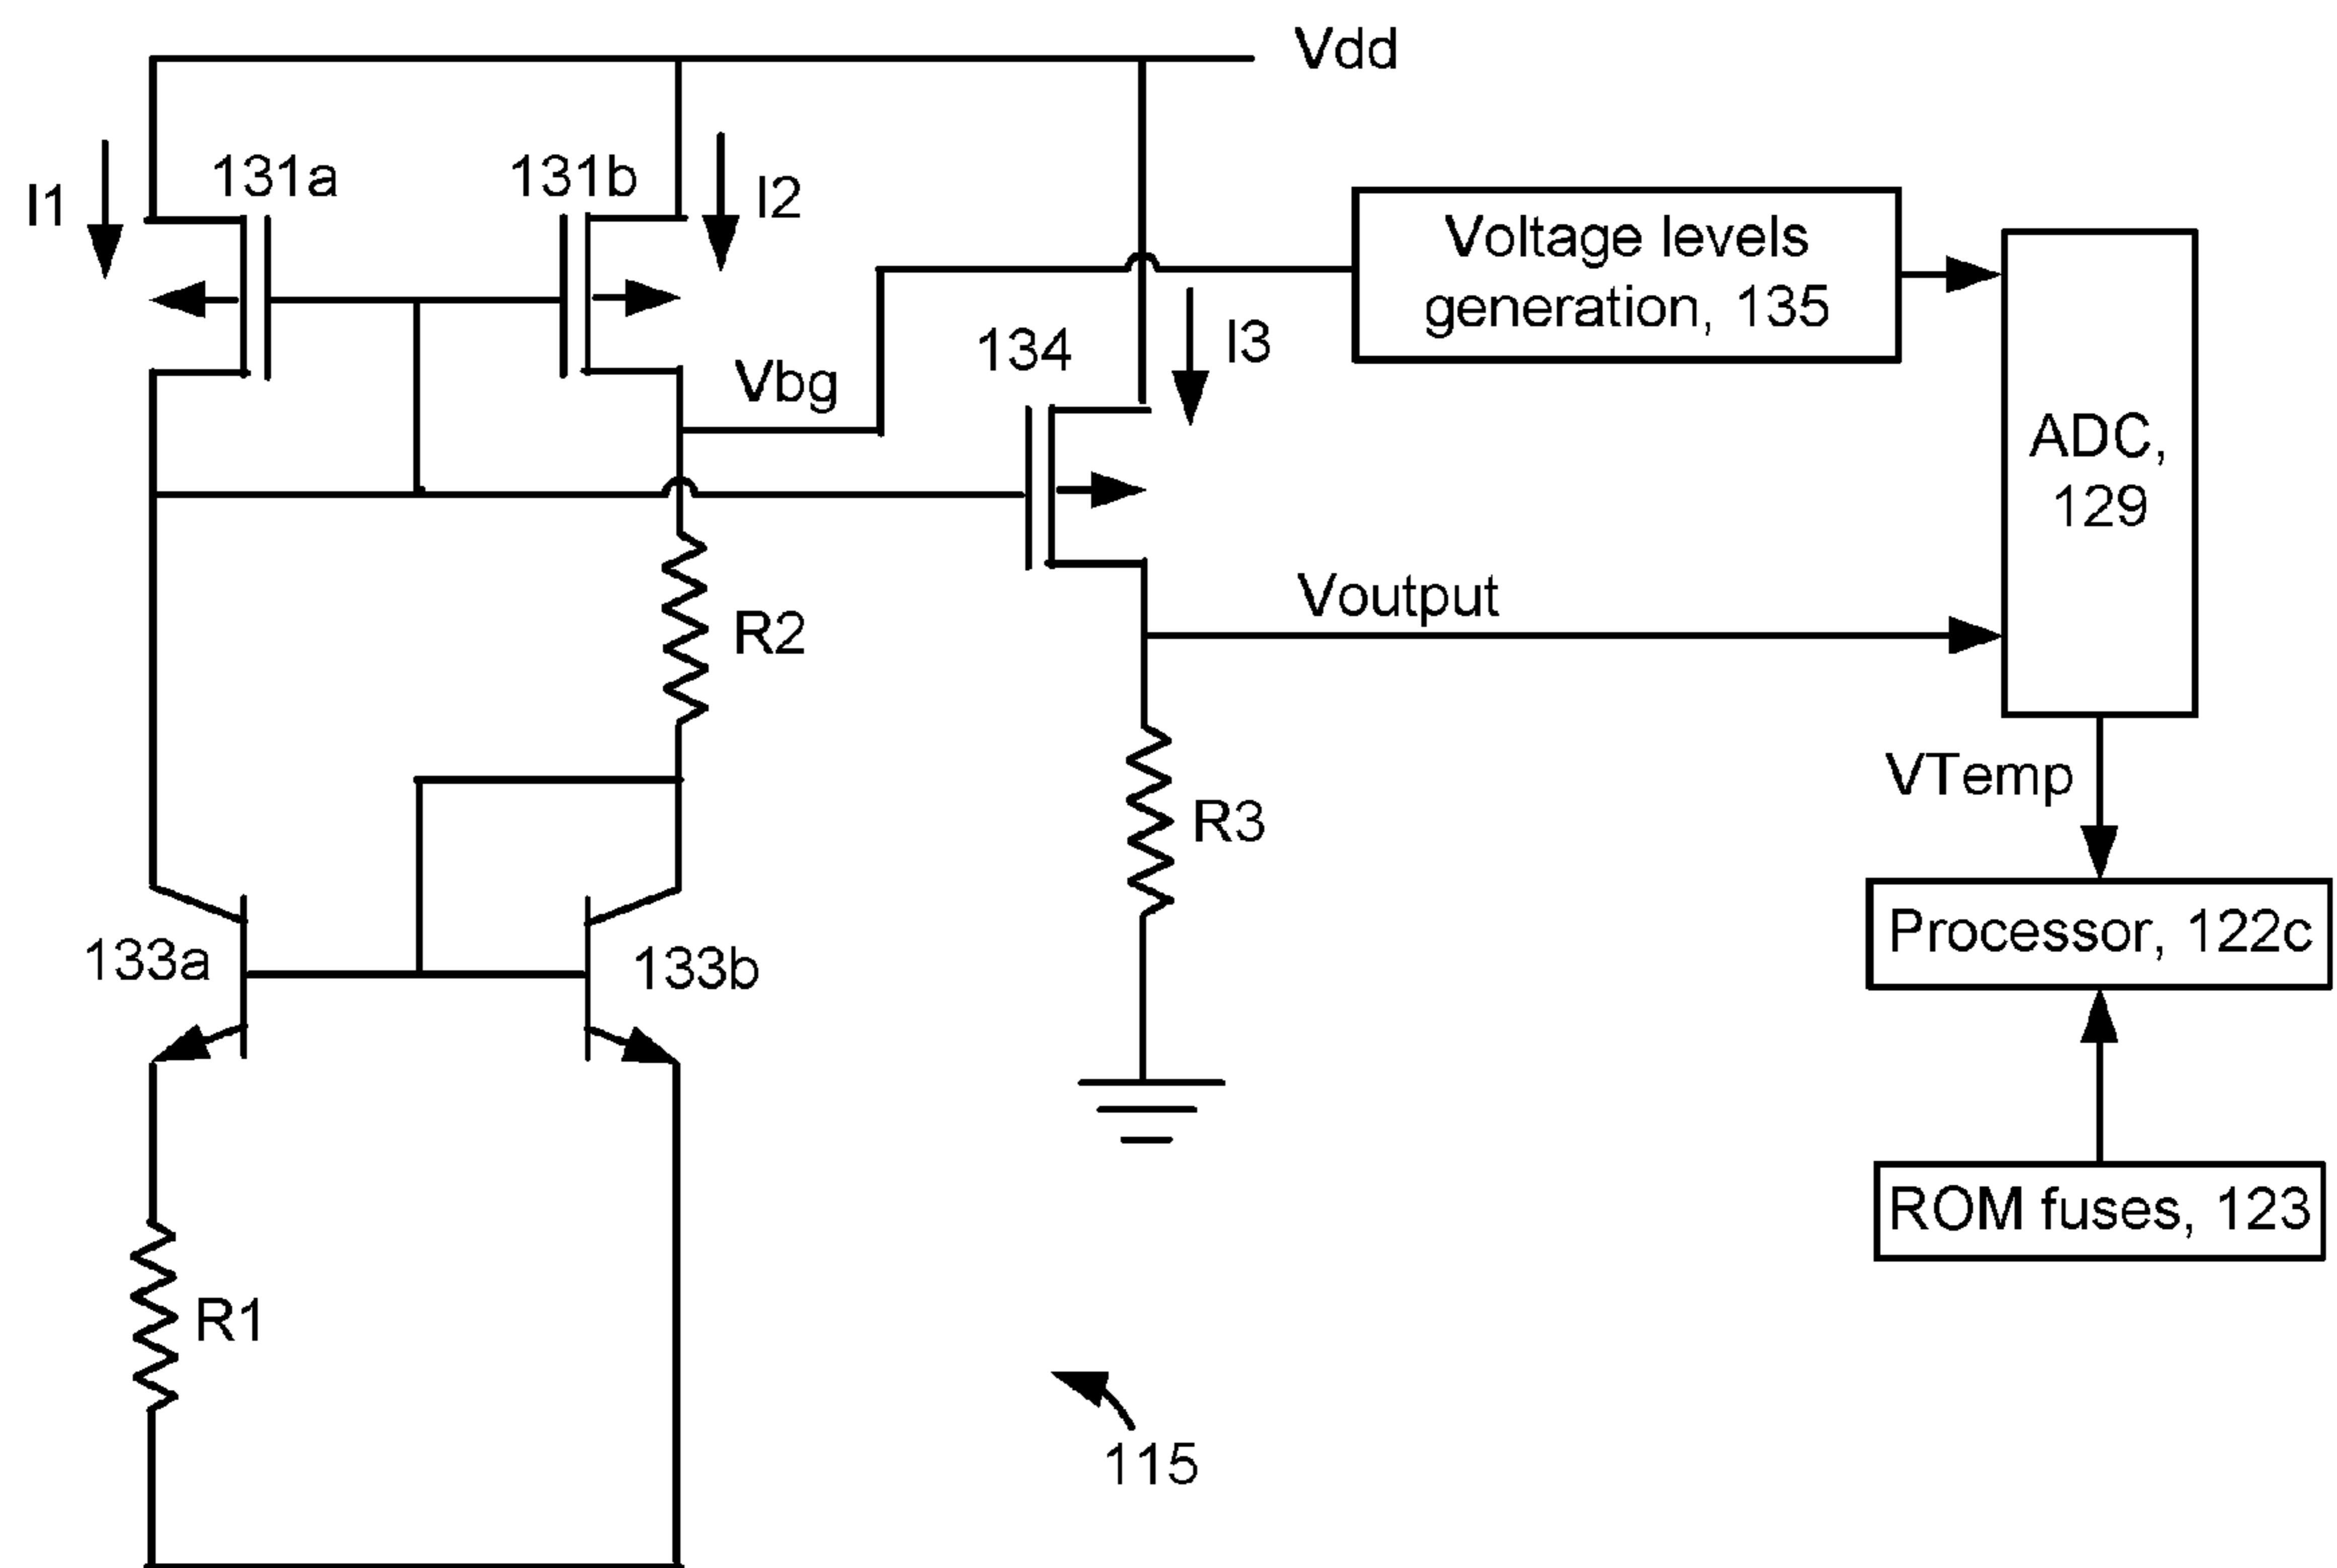 Vdd
I1
131a
131b
I2
Voltage levels
generation, 135
134
I3
Vbg
ADC,
129
Voutput
R2
VTemp
R3
133a
133b
Processor, 122c
ROM fuses, 123
R1
115